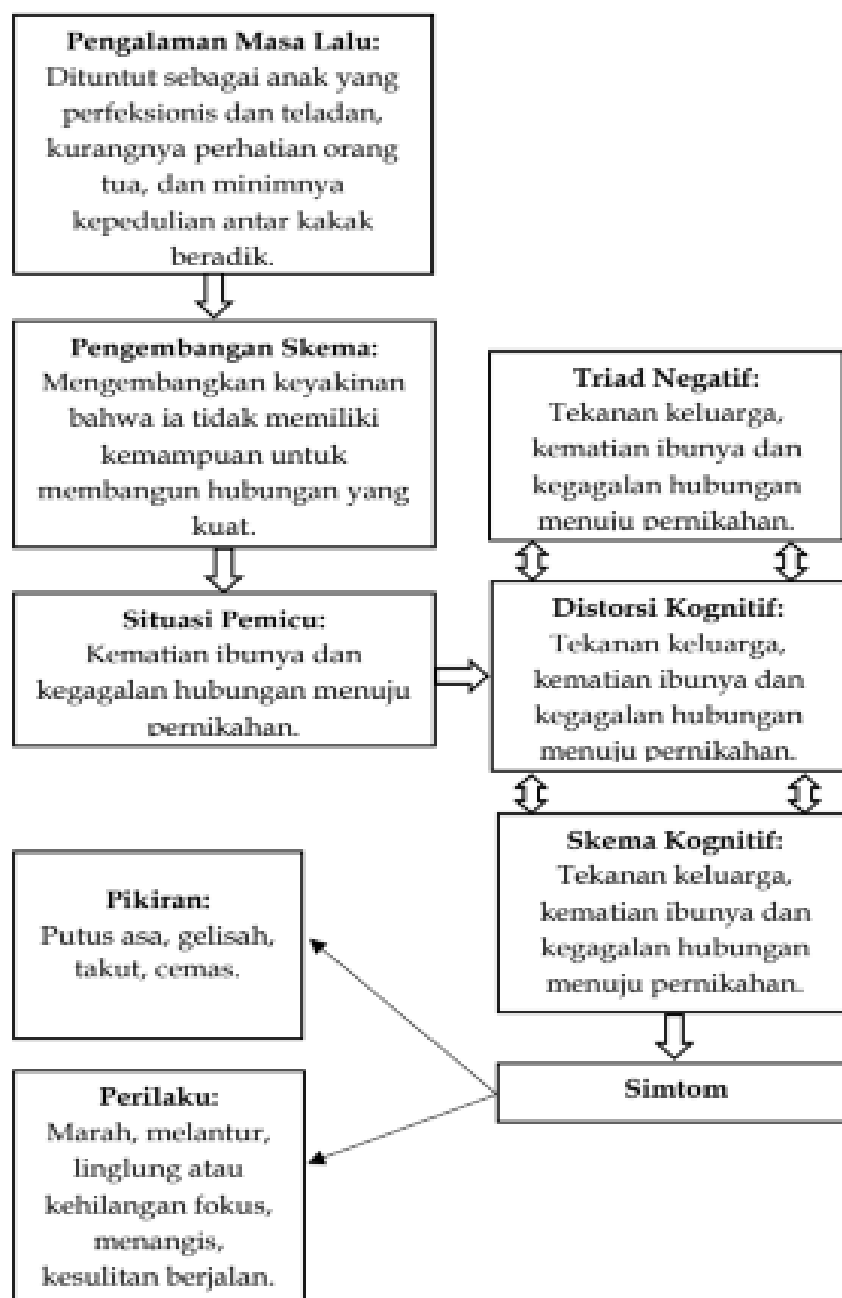 Pengalaman Masa Lalu:
Dituntut sebagai anak yang
perfeksionis dan teladan,
kurangnya perhatian orang
tua, dan minimnya
kepedulian antar kakak
beradik.
Pengembangan Skema:
Mengembangkan keyakinan
bahwa ia tidak memiliki
kemampuan untuk
membangun hubungan yang
kuat.
Situasi Pemicu:
Kematian ibunya dan
kegagalan hubungan menuju
pernikahan.
Triad Negatif:
Tekanan keluarga,
kematian ibunya dan
kegagalan hubungan
menuju pernikahan.
Distorsi Kognitif:
Tekanan keluarga,
kematian ibunya dan
kegagalan hubungan
menuju pernikahan.
Skema Kognitif:
Tekanan keluarga,
kematian ibunya dan
kegagalan hubungan
menuju pernikahan.
Simtom
Pikiran:
Putus asa, gelisah,
takut, cemas.
Perilaku:
Marah, melantur,
linglung atau
kehilangan fokus,
menangis,
kesulitan berjalan.